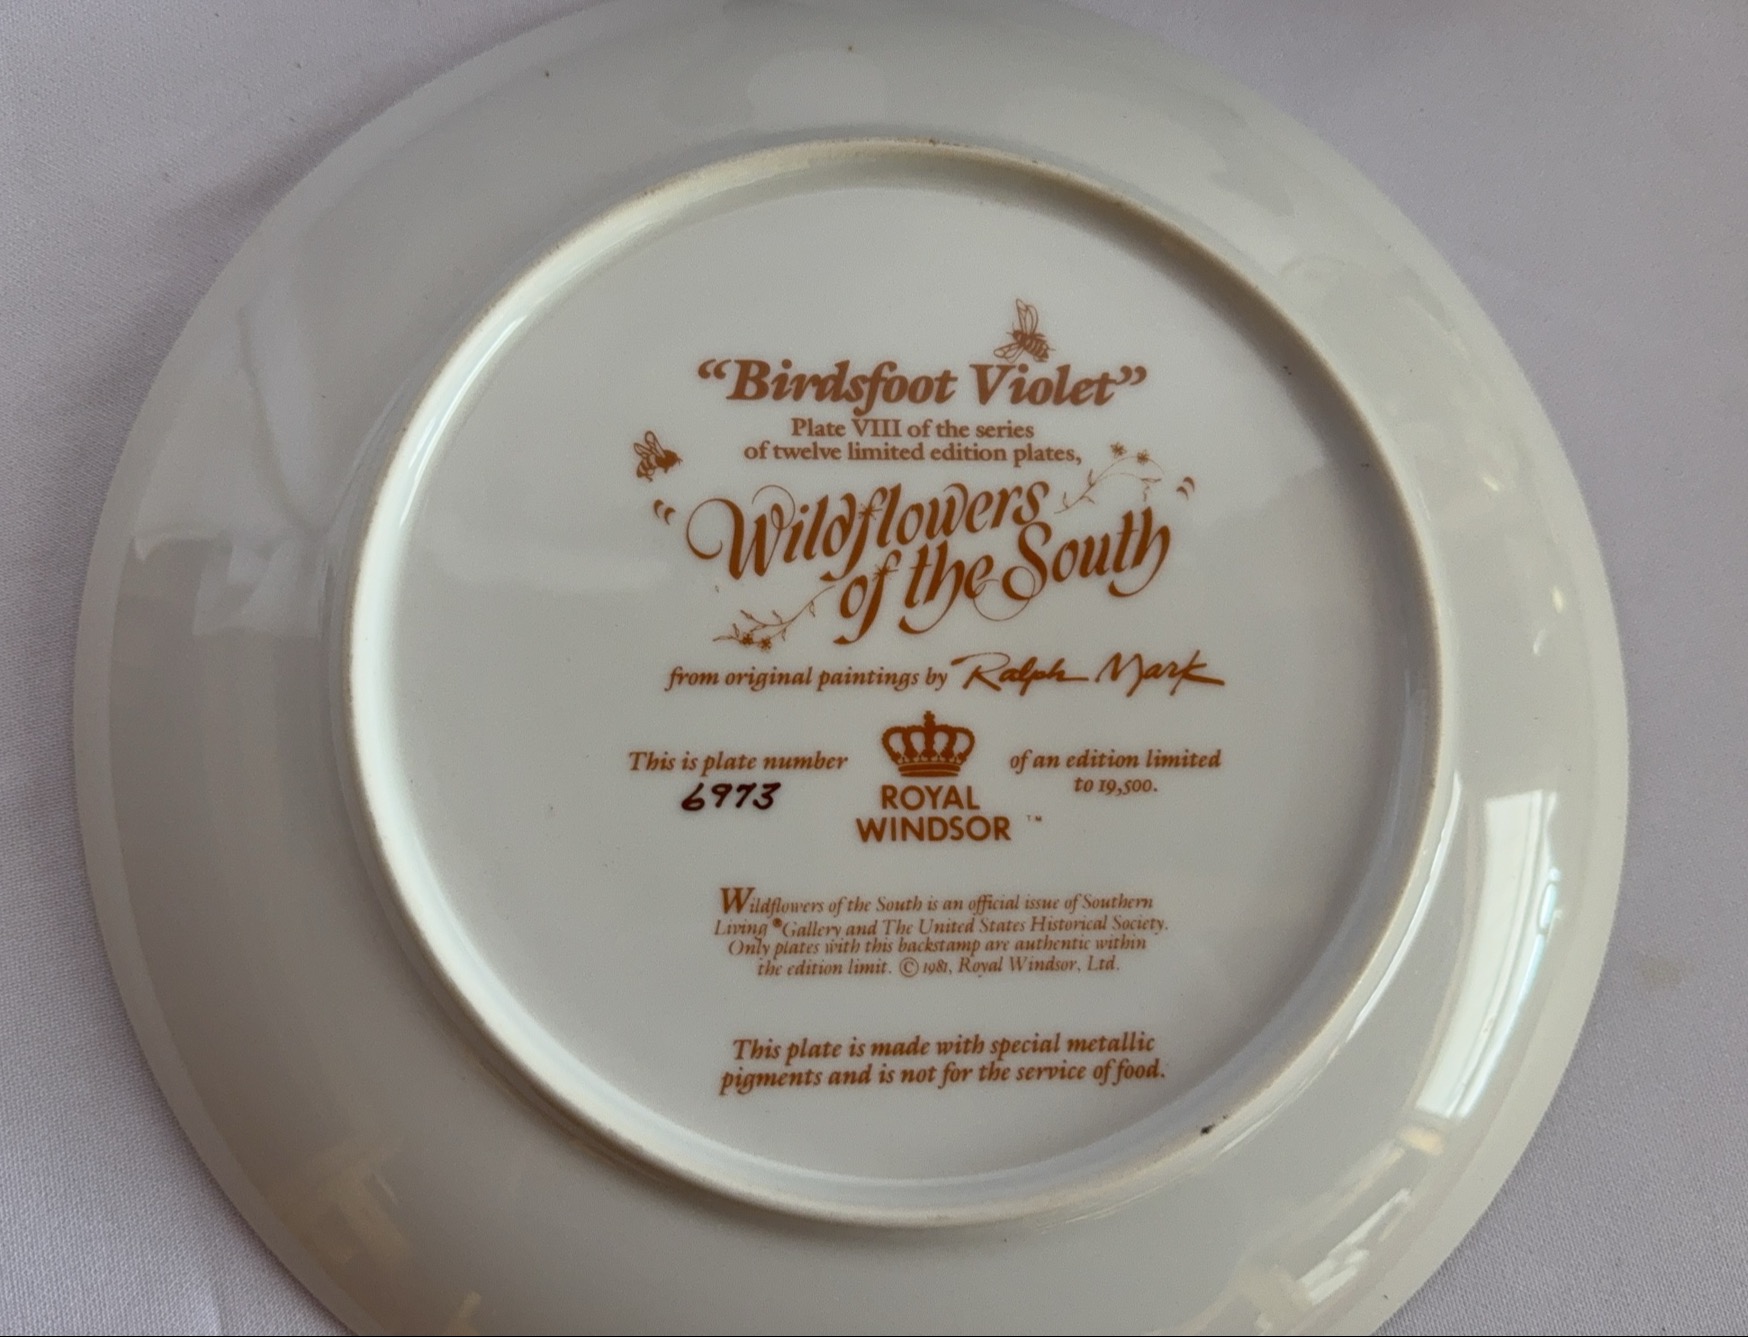 “Birdsfoot Violet”
Plate VIII of the series
of twelve limited edition plates,
“Wildflowers
of the South”
from original paintings by Ralph Mark
This is plate number
6973
ROYAL
WINDSOR ™
of an edition limited
to 19,500.
Wildflowers of the South is an official issue of Southern
Living® Gallery and The United States Historical Society.
Only plates with this backstamp are authentic within
the edition limit. © 1981, Royal Windsor, Ltd.
This plate is made with special metallic
pigments and is not for the service of food.